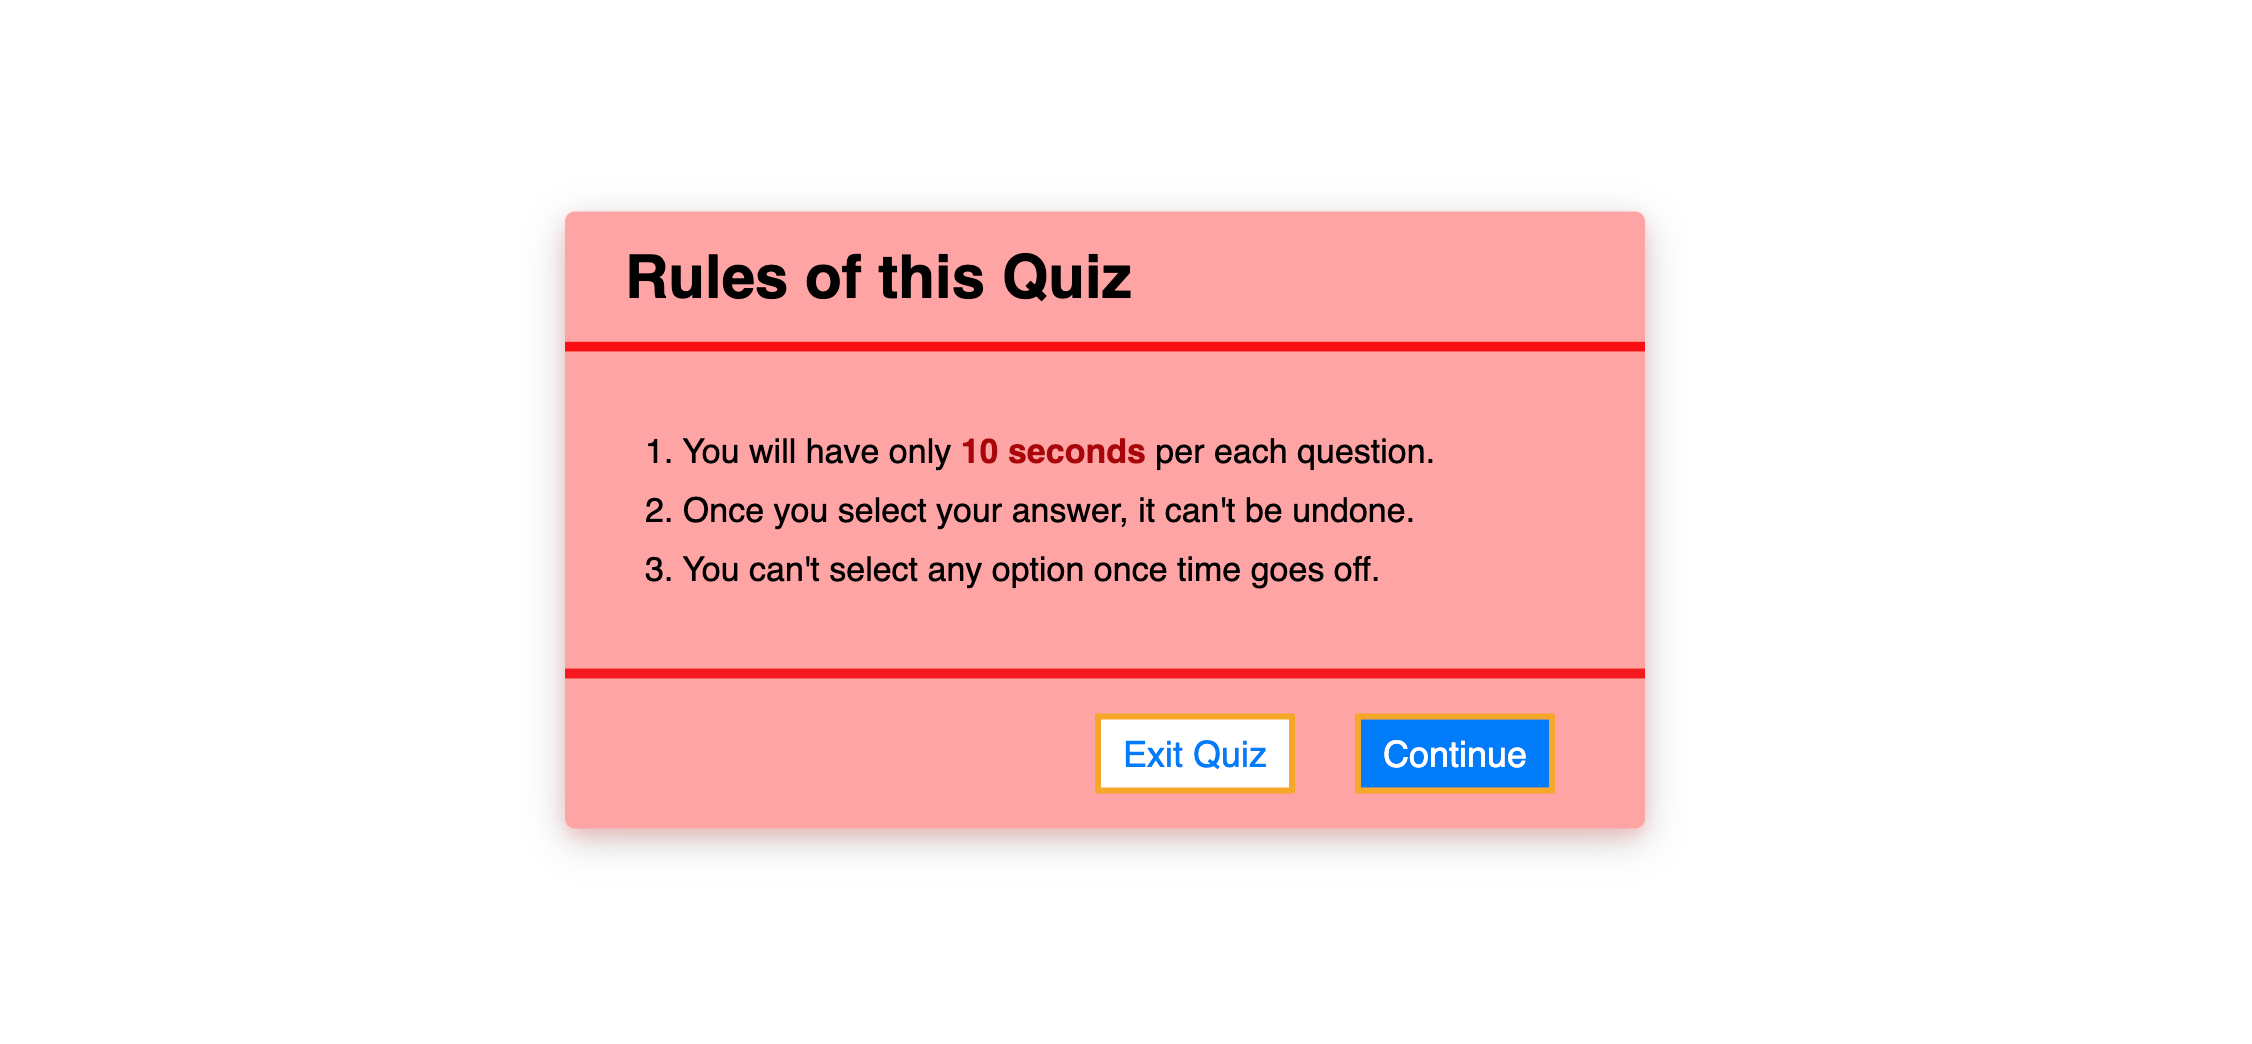 Rules of this Quiz
1. You will have only 10 seconds per each question.
2. Once you select your answer, it can't be undone.
3. You can't select any option once time goes off.
Exit Quiz
Continue